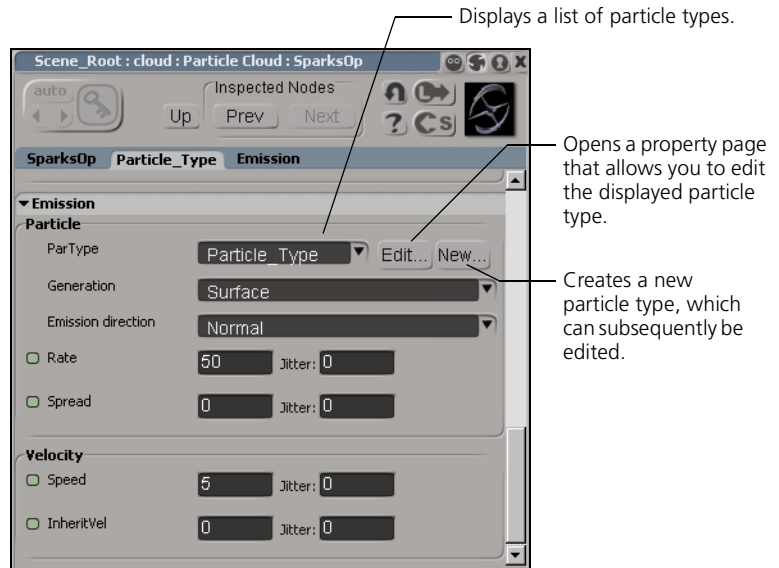 Displays a list of particle types.
Scene_Root : cloud : Particle Cloud : SparksOp
auto
Inspected Nodes
Up Prev Next
? Cs
SparksOp Particle_Type Emission
Opens a property page
that allows you to edit
the displayed particle
type.
Emission
Particle
ParType Particle_Type Edit... New...
Generation Surface
Emission direction Normal
Rate 50 Jitter: 0
Spread 0 Jitter: 0
Creates a new
particle type, which
can subsequently be
edited.
Velocity
Speed 5 Jitter: 0
InheritVel 0 Jitter: 0